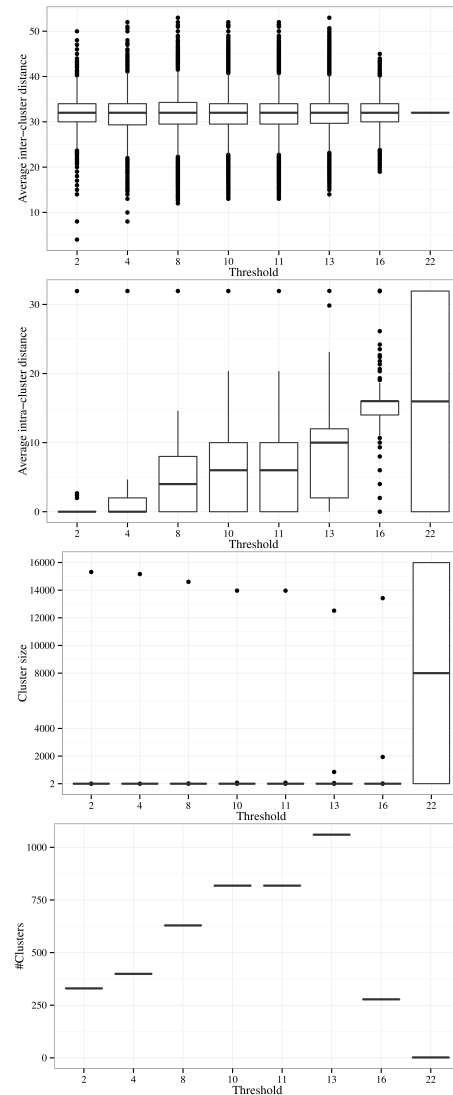 Average inter−cluster distance
50
40
30
20
10
2 4 8 10 11 13 16 22
Threshold
Average intra−cluster distance
30
20
10
0
2 4 8 10 11 13 16 22
Threshold
Cluster size
16000
14000
12000
10000
8000
4000
2000
2
2 4 8 10 11 13 16 22
Threshold
#Clusters
1000
750
500
250
0
2 4 8 10 11 13 16 22
Threshold